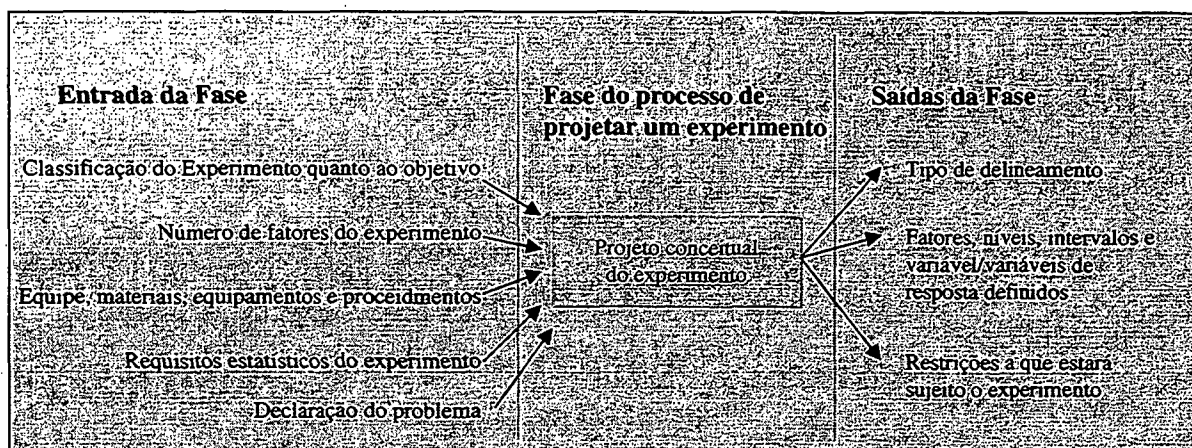 Entrada da Fase
Classificação do Experimento quanto ao objetivo
Número de fatores do experimento
Equipe, materiais, equipamentos e proceidmentos
Requisitos estatísticos do experimento
Declaração do problema
Fase do processo de
projetar um experimento
Projeto conceitual
do experimento
Saídas da Fase
Tipo de delineamento
Fatores, níveis, intervalos e
variável/variáveis de
resposta definidos
Restrições a que estará
sujeito o experimento